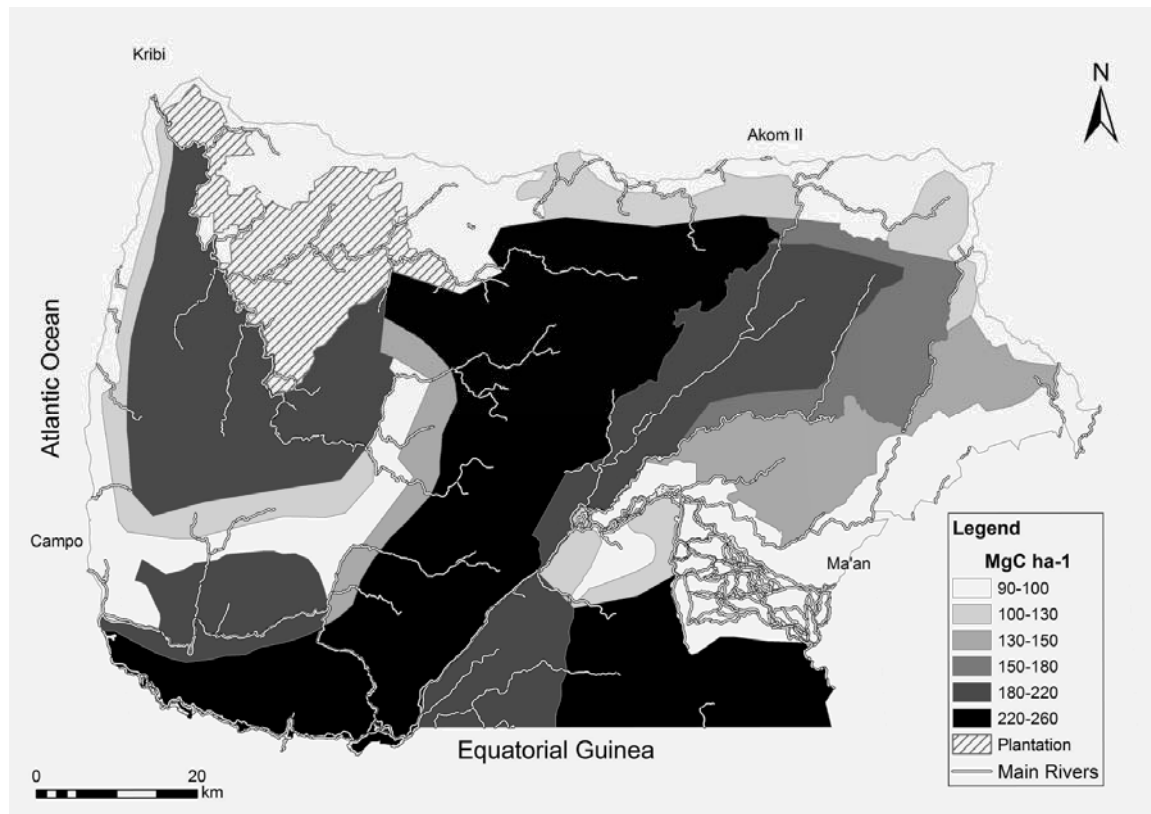 Kribi
Akom II
N
Atlantic Ocean
Campo
Ma'an
Legend
MgC ha-1
90-100
100-130
130-150
150-180
180-220
220-260
Plantation
Main Rivers
Equatorial Guinea
0 20
km